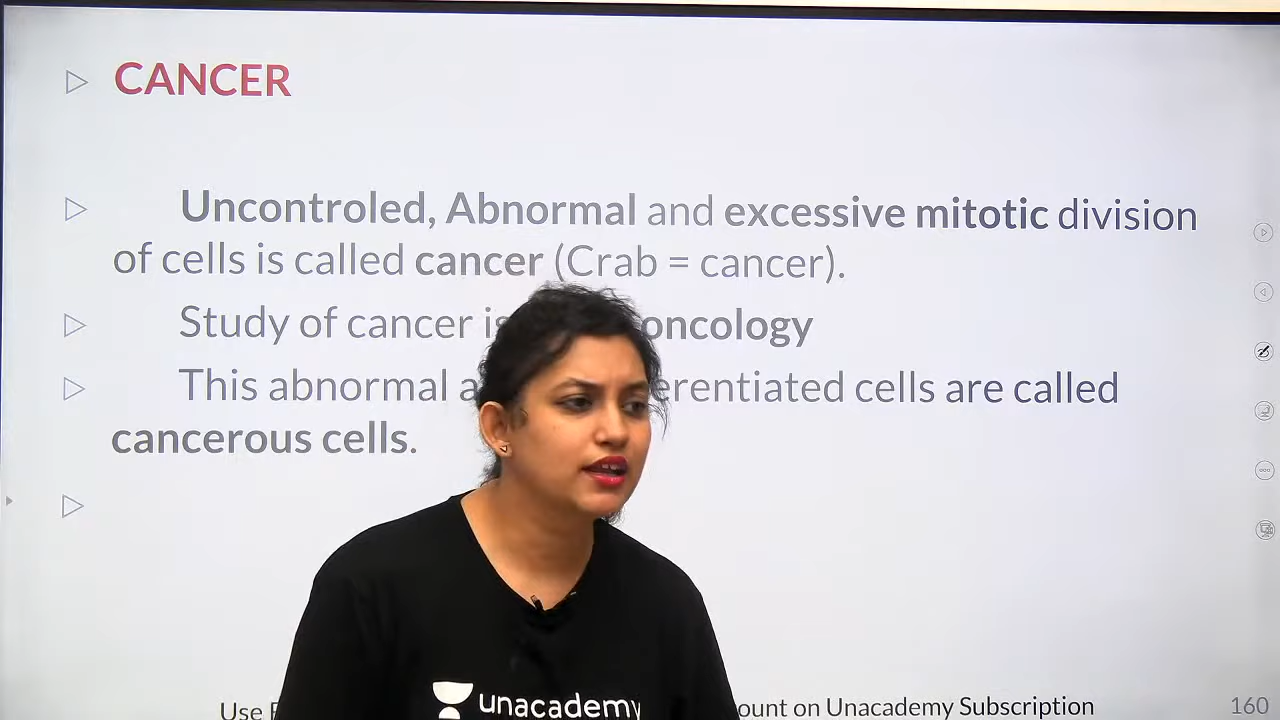 CANCER
Uncontroled, Abnormal and excessive mitotic division
of cells is called cancer (Crab = cancer).
Study of cancer is oncology
This abnormal erentiated cells are called
cancerous cells.
unacademy
Use ount on Unacademy Subscription
160